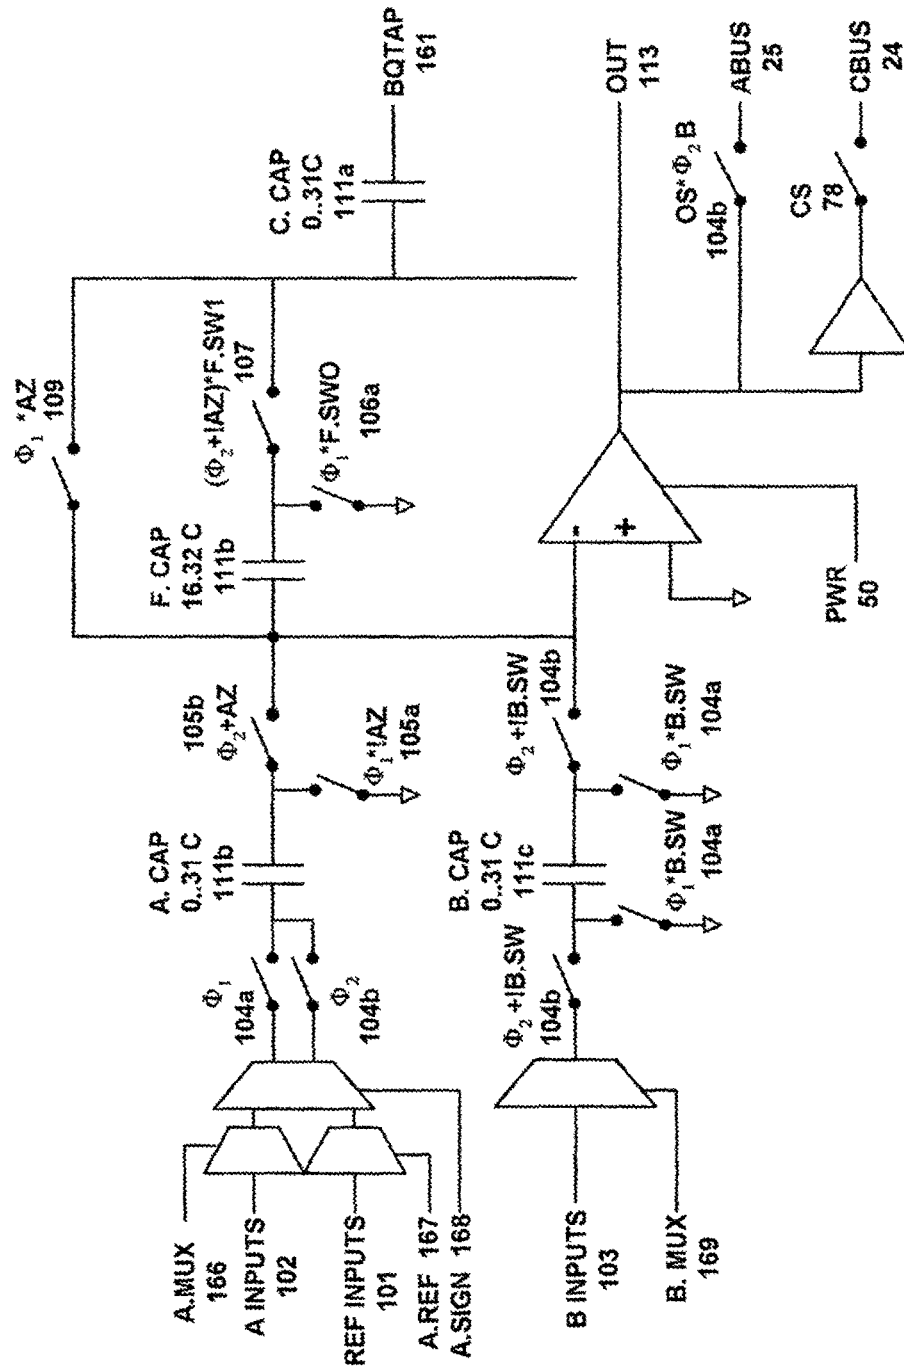 Φ₁ *AZ
109
C. CAP
0..31C
111a
BQTAP
161
F. CAP
16.32 C
111b
(Φ₂+!AZ)*F.SW1
107
Φ₁*F.SWO
106a
A. CAP
0..31 C
111b
105b
Φ₂+AZ
Φ₁*!AZ
105a
Φ₁
104a
Φ₂
104b
A.MUX
166
A INPUTS
102
REF INPUTS
101
A.REF 167
A.SIGN 168
B. CAP
0..31 C
111c
Φ₂+!B.SW
104b
Φ₂+!B.SW
104b
Φ₁*B.SW
104a
Φ₁*B.SW
104a
B INPUTS
103
B. MUX
169
-
+
PWR
50
OUT
113
OS*Φ₂ B
104b
ABUS
25
CS
78
CBUS
24